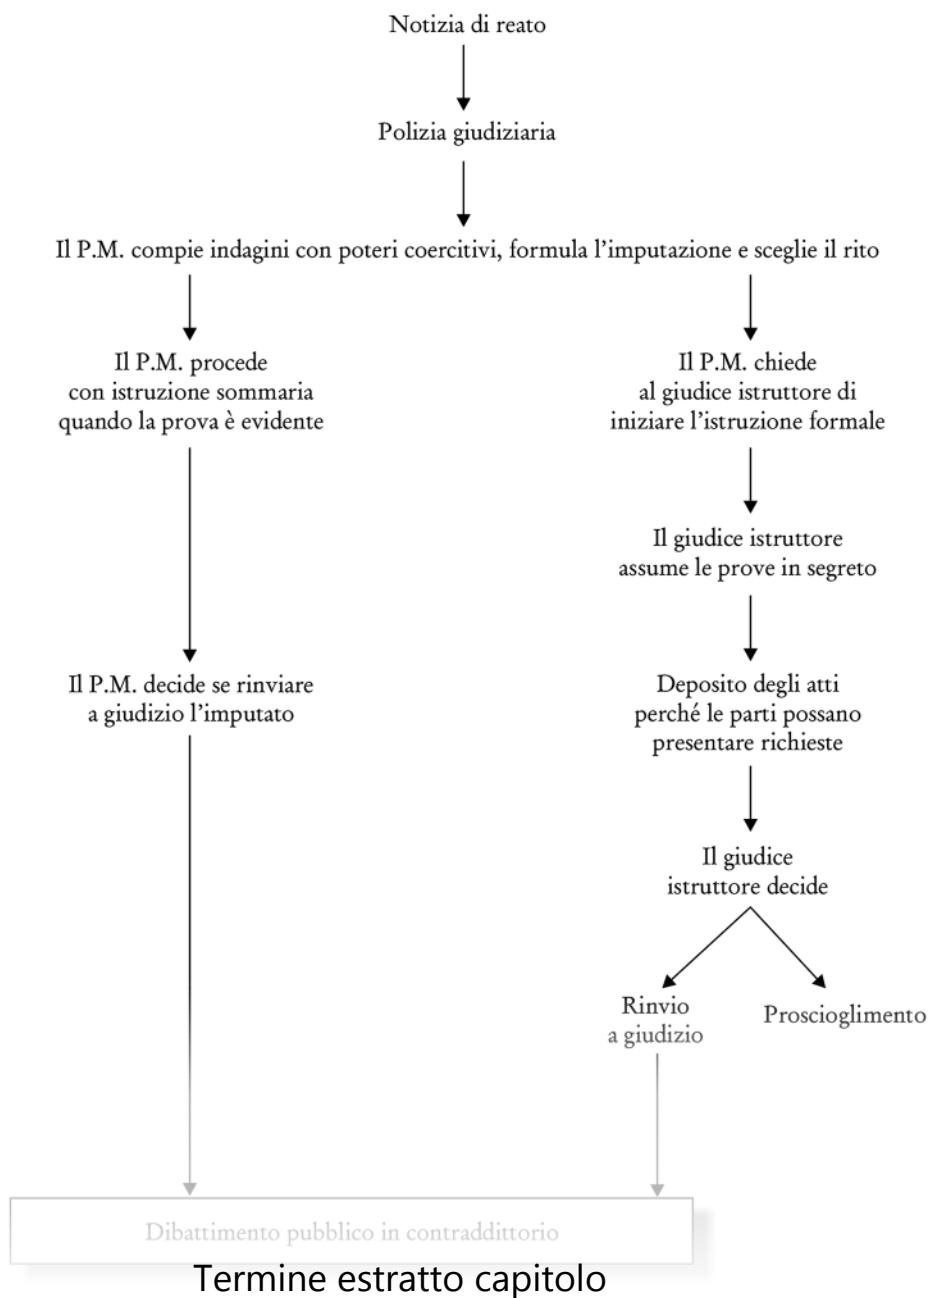 Notizia di reato
Polizia giudiziaria
Il P.M. compie indagini con poteri coercitivi, formula l'imputazione e sceglie il rito
Il P.M. procede
con istruzione sommaria
quando la prova è evidente
Il P.M. decide se rinviare
a giudizio l'imputato
Il P.M. chiede
al giudice istruttore di
iniziare l'istruzione formale
Il giudice istruttore
assume le prove in segreto
Deposito degli atti
perché le parti possano
presentare richieste
Il giudice
istruttore decide
Rinvio
a giudizio
Proscioglimento
Dibattimento pubblico in contraddittorio
Termine estratto capitolo